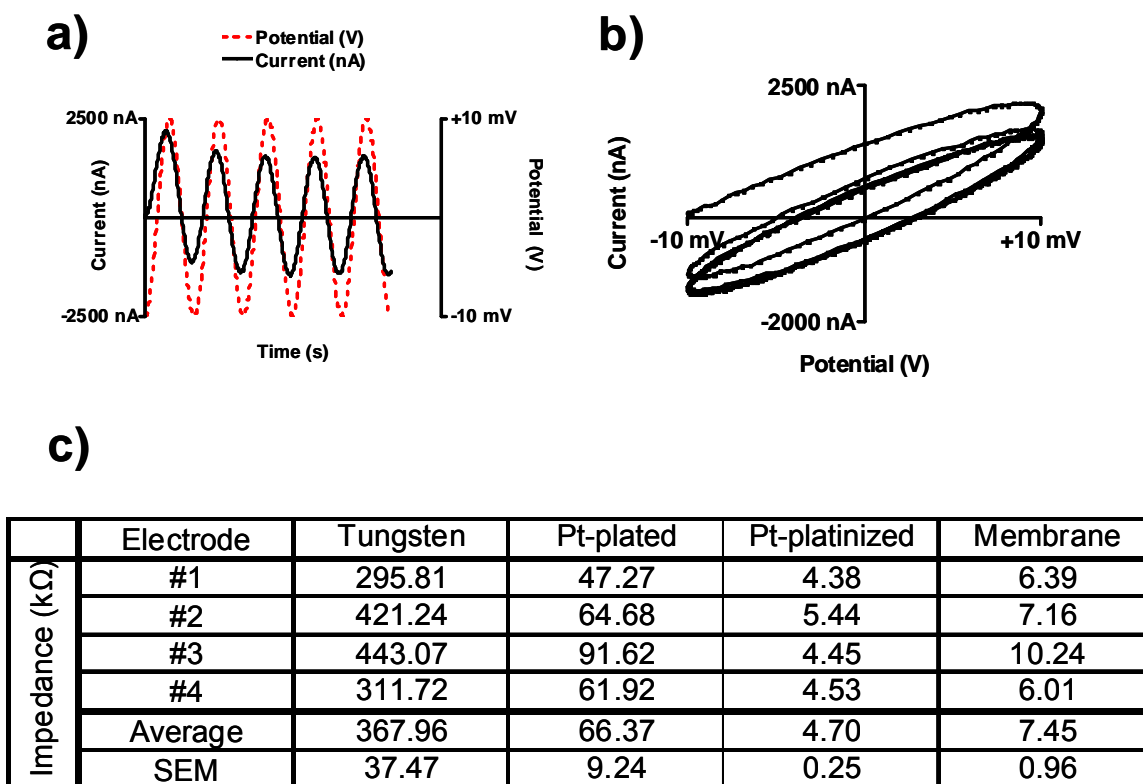 a)
Potential (V)
Current (nA)
2500 nA
+10 mV
Current (nA)
Potential (V)
-2500 nA
-10 mV
Time (s)
b)
2500 nA
Current (nA)
-10 mV
+10 mV
-2000 nA
Potential (V)
c)
Electrode Tungsten Pt-plated Pt-platinized Membrane
Impedance (kΩ)
#1 295.81 47.27 4.38 6.39
#2 421.24 64.68 5.44 7.16
#3 443.07 91.62 4.45 10.24
#4 311.72 61.92 4.53 6.01
Average 367.96 66.37 4.70 7.45
SEM 37.47 9.24 0.25 0.96